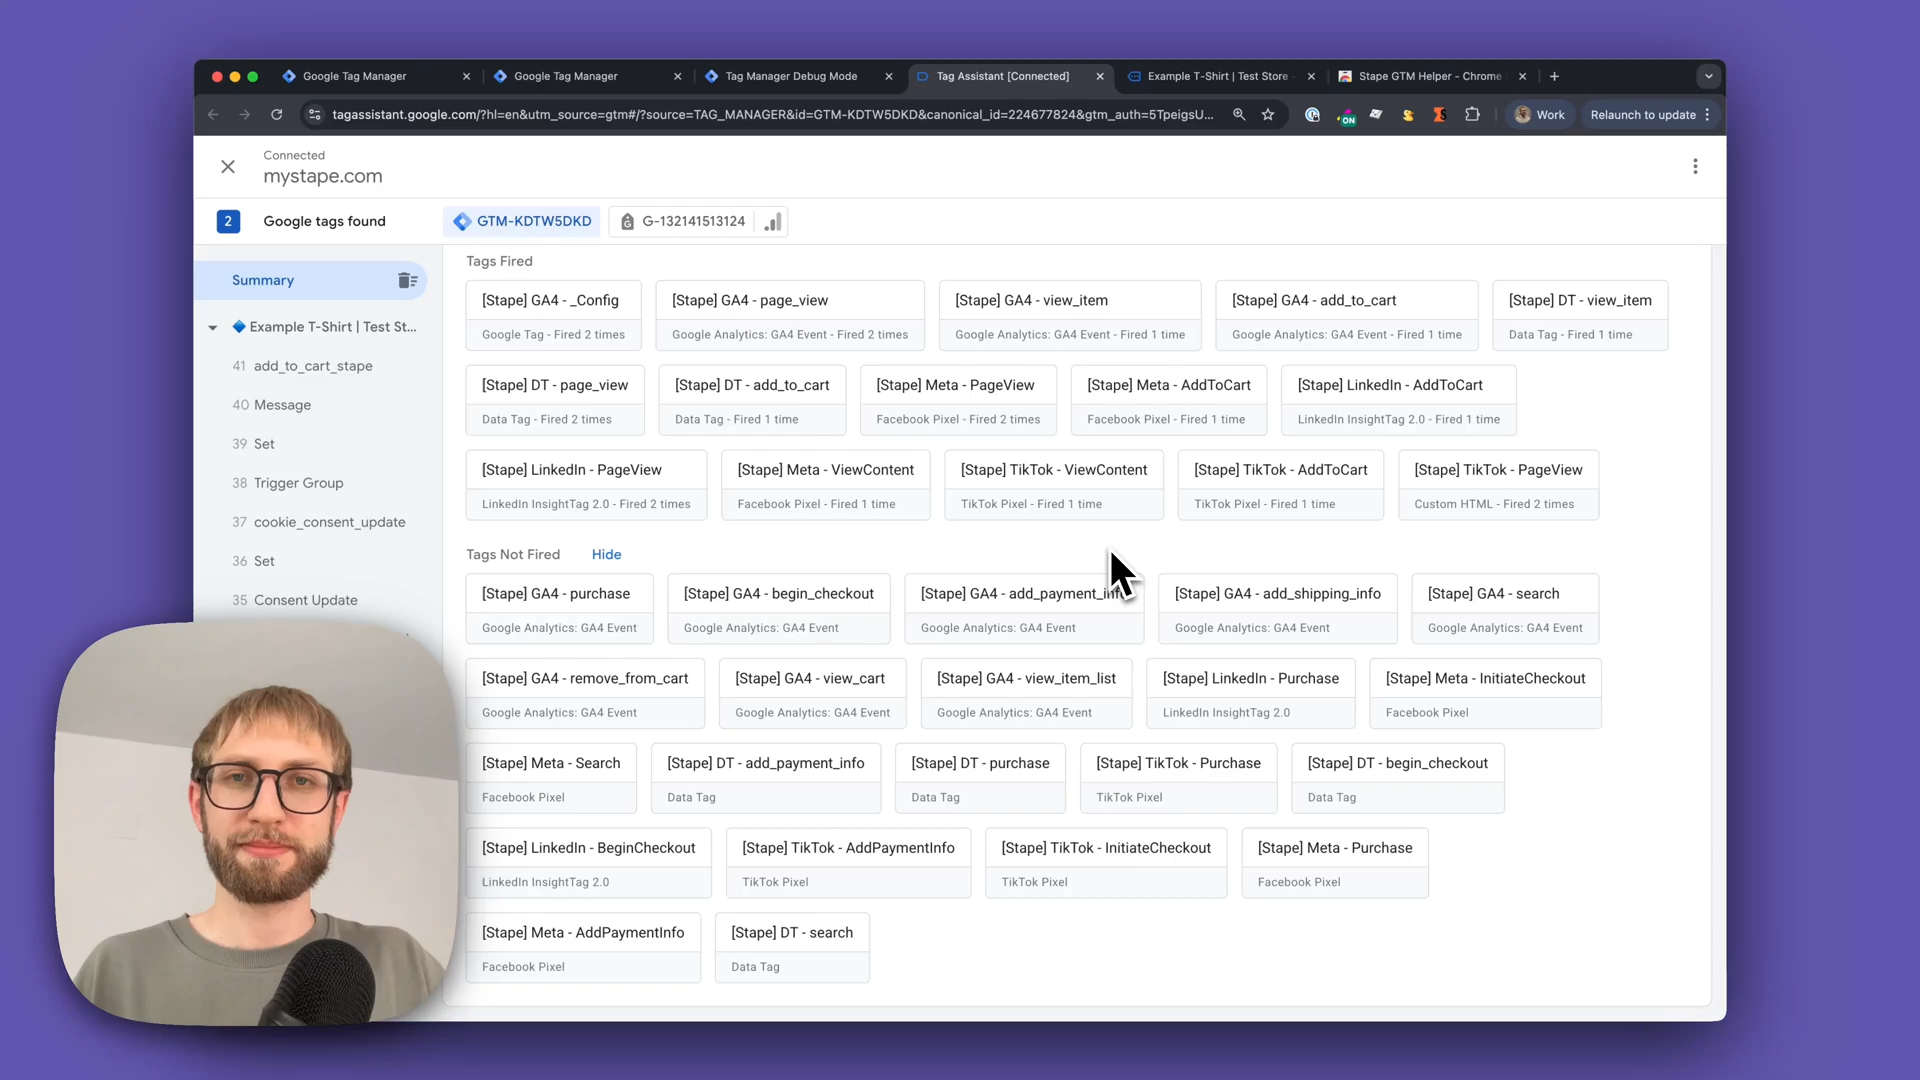 Google Tag Manager
Google Tag Manager
Tag Manager Debug Mode
Tag Assistant [Connected]
Example T-Shirt | Test Store -
Stape GTM Helper - Chrome
tagassistant.google.com/?hl=en&utm_source=gtm#/?source=TAG_MANAGER&id=GTM-KDTW5DKD&canonical_id=224677824&gtm_auth=5TpeigsU...
ON
Work
Relaunch to update
Connected
mystape.com
2
Google tags found
GTM-KDTW5DKD
G-132141513124
Summary
Example T-Shirt | Test St...
41 add_to_cart_stape
40 Message
39 Set
38 Trigger Group
37 cookie_consent_update
36 Set
35 Consent Update
Tags Fired
[Stape] GA4 - _Config
Google Tag - Fired 2 times
[Stape] GA4 - page_view
Google Analytics: GA4 Event - Fired 2 times
[Stape] GA4 - view_item
Google Analytics: GA4 Event - Fired 1 time
[Stape] GA4 - add_to_cart
Google Analytics: GA4 Event - Fired 1 time
[Stape] DT - view_item
Data Tag - Fired 1 time
[Stape] DT - page_view
Data Tag - Fired 2 times
[Stape] DT - add_to_cart
Data Tag - Fired 1 time
[Stape] Meta - PageView
Facebook Pixel - Fired 2 times
[Stape] Meta - AddToCart
Facebook Pixel - Fired 1 time
[Stape] LinkedIn - AddToCart
LinkedIn InsightTag 2.0 - Fired 1 time
[Stape] LinkedIn - PageView
LinkedIn InsightTag 2.0 - Fired 2 times
[Stape] Meta - ViewContent
Facebook Pixel - Fired 1 time
[Stape] TikTok - ViewContent
TikTok Pixel - Fired 1 time
[Stape] TikTok - AddToCart
TikTok Pixel - Fired 1 time
[Stape] TikTok - PageView
Custom HTML - Fired 2 times
Tags Not Fired
Hide
[Stape] GA4 - purchase
Google Analytics: GA4 Event
[Stape] GA4 - begin_checkout
Google Analytics: GA4 Event
[Stape] GA4 - add_payment_info
Google Analytics: GA4 Event
[Stape] GA4 - add_shipping_info
Google Analytics: GA4 Event
[Stape] GA4 - search
Google Analytics: GA4 Event
[Stape] GA4 - remove_from_cart
Google Analytics: GA4 Event
[Stape] GA4 - view_cart
Google Analytics: GA4 Event
[Stape] GA4 - view_item_list
Google Analytics: GA4 Event
[Stape] LinkedIn - Purchase
LinkedIn InsightTag 2.0
[Stape] Meta - InitiateCheckout
Facebook Pixel
[Stape] Meta - Search
Facebook Pixel
[Stape] DT - add_payment_info
Data Tag
[Stape] DT - purchase
Data Tag
[Stape] TikTok - Purchase
TikTok Pixel
[Stape] DT - begin_checkout
Data Tag
[Stape] LinkedIn - BeginCheckout
LinkedIn InsightTag 2.0
[Stape] TikTok - AddPaymentInfo
TikTok Pixel
[Stape] TikTok - InitiateCheckout
TikTok Pixel
[Stape] Meta - Purchase
Facebook Pixel
[Stape] Meta - AddPaymentInfo
Facebook Pixel
[Stape] DT - search
Data Tag